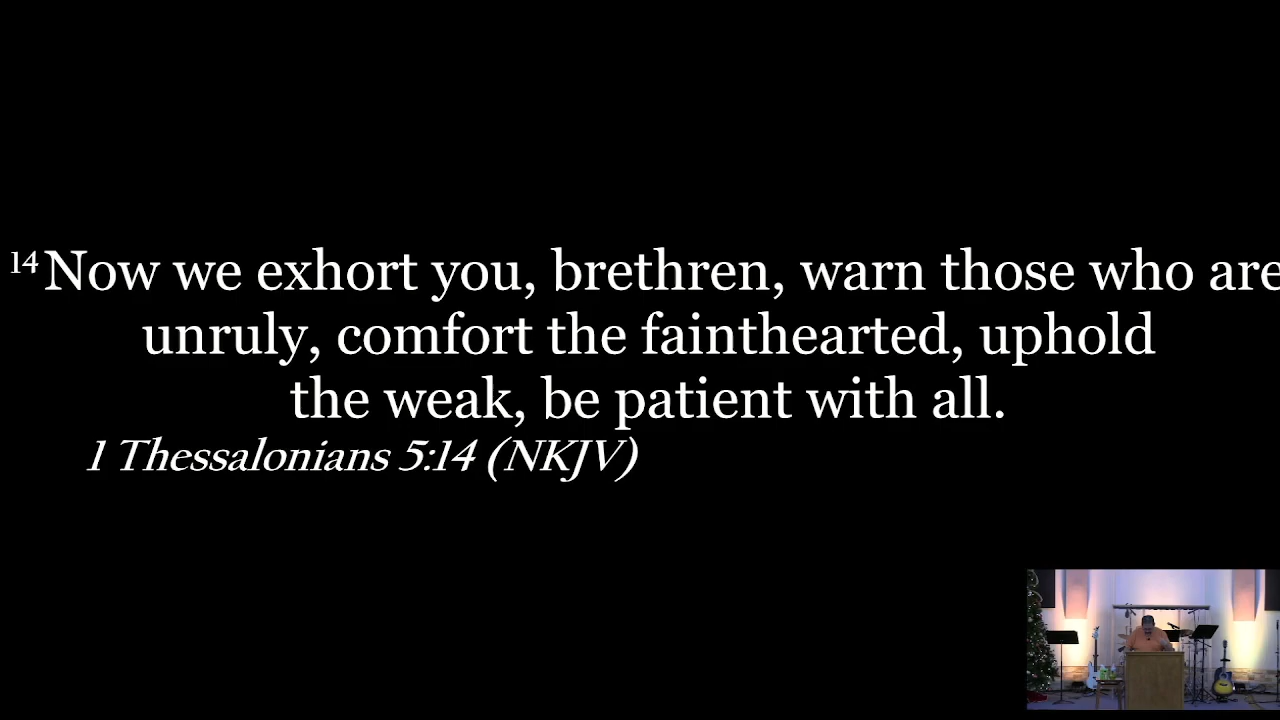 14Now we exhort you, brethren, warn those who are
unruly, comfort the fainthearted, uphold
the weak, be patient with all.
1 Thessalonians 5:14 (NKJV)